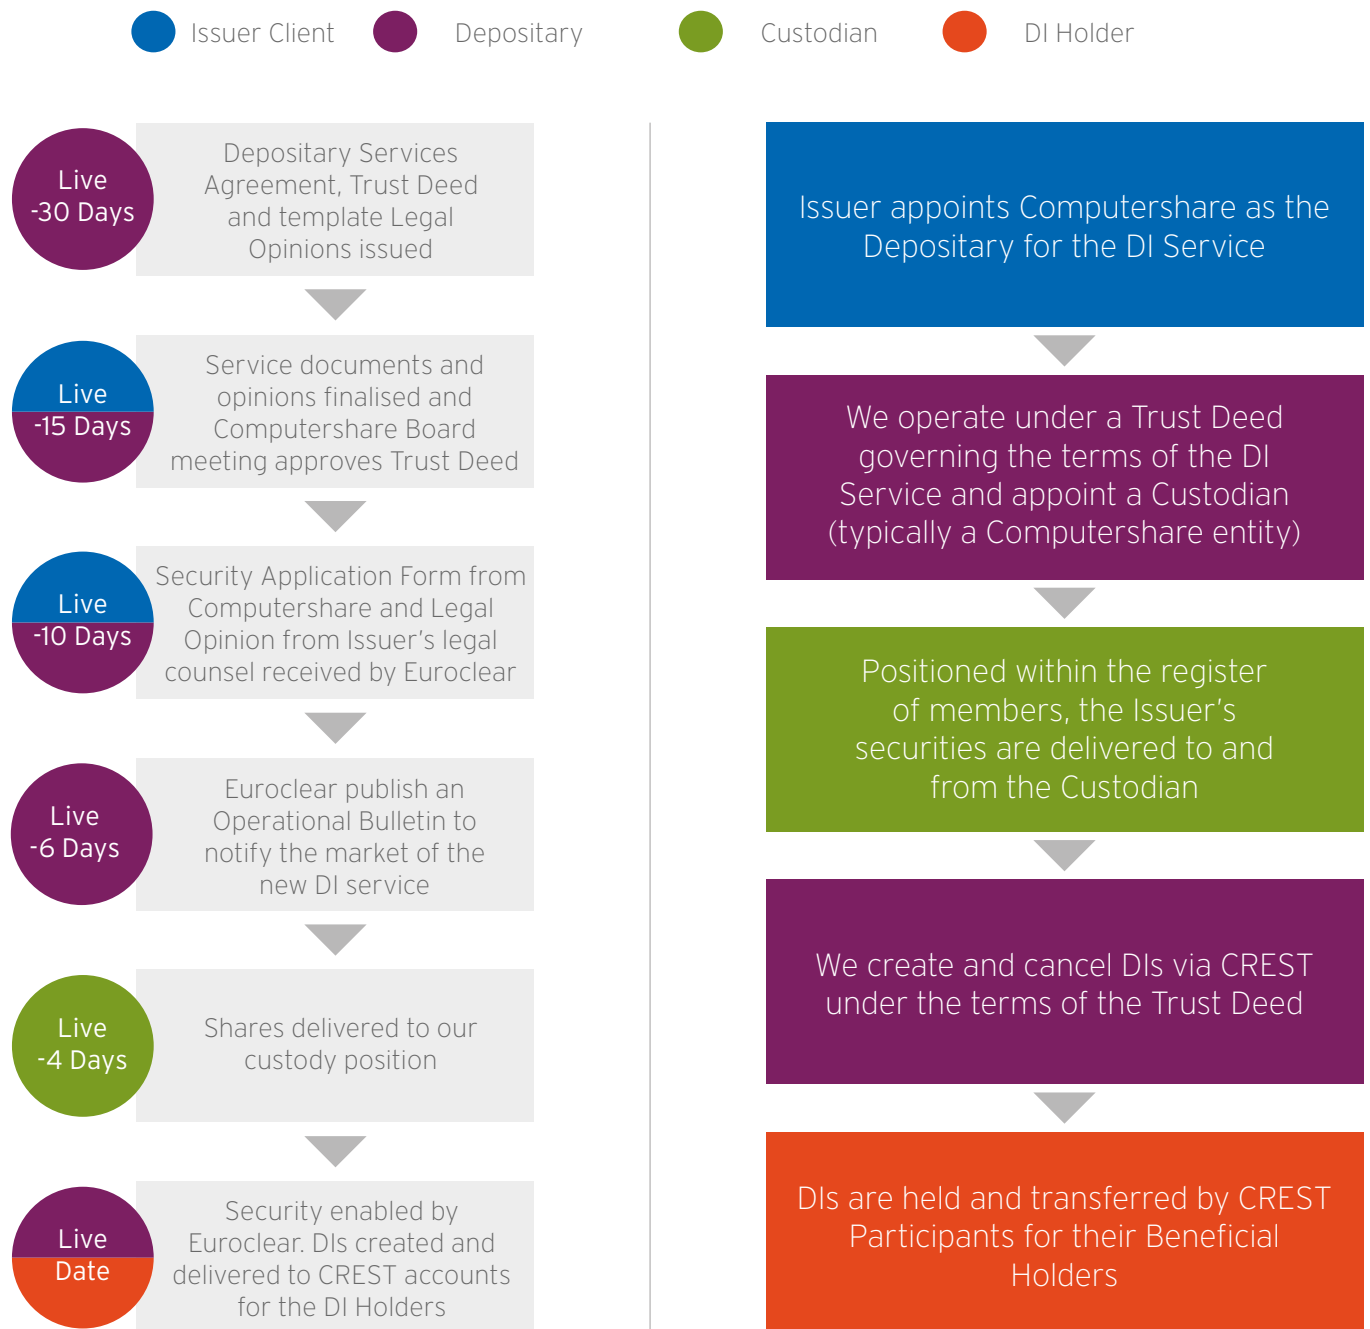 Issuer Client
Depositary
Custodian
DI Holder
Live
-30 Days
Depositary Services
Agreement, Trust Deed
and template Legal
Opinions issued
Live
-15 Days
Service documents and
opinions finalised and
Computershare Board
meeting approves Trust Deed
Live
-10 Days
Security Application Form from
Computershare and Legal
Opinion from Issuer’s legal
counsel received by Euroclear
Live
-6 Days
Euroclear publish an
Operational Bulletin to
notify the market of the
new DI service
Live
-4 Days
Shares delivered to our
custody position
Live
Date
Security enabled by
Euroclear. DIs created and
delivered to CREST accounts
for the DI Holders
Issuer appoints Computershare as the
Depositary for the DI Service
We operate under a Trust Deed
governing the terms of the DI
Service and appoint a Custodian
(typically a Computershare entity)
Positioned within the register
of members, the Issuer’s
securities are delivered to and
from the Custodian
We create and cancel DIs via CREST
under the terms of the Trust Deed
DIs are held and transferred by CREST
Participants for their Beneficial
Holders